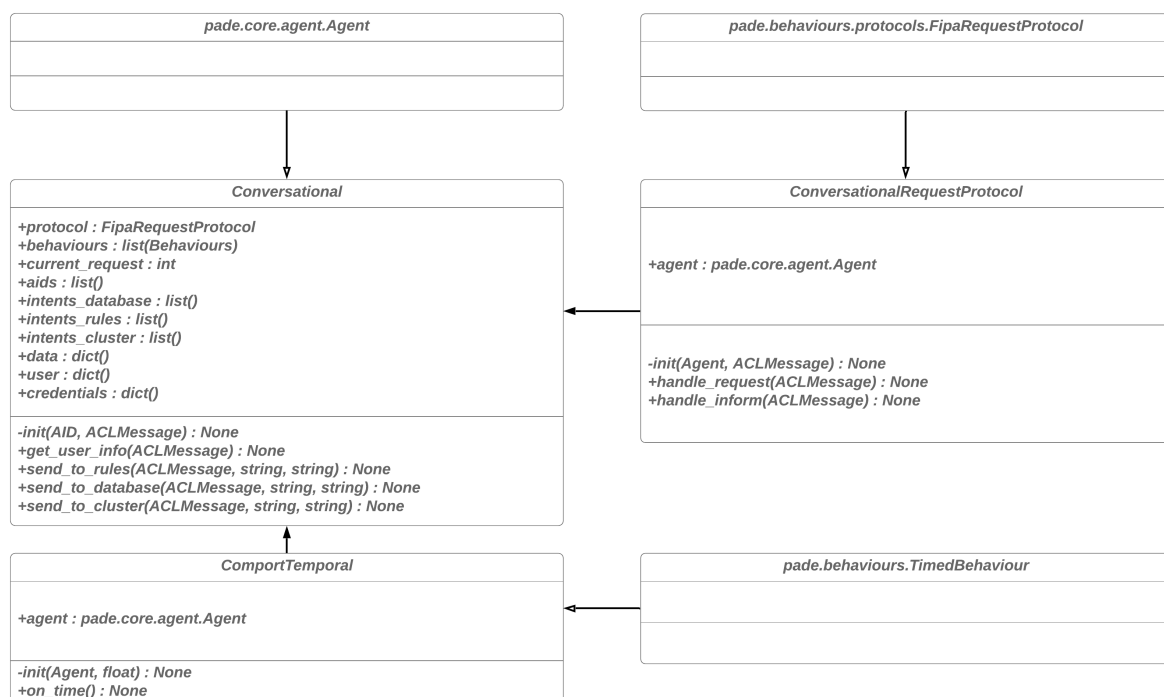 pade.core.agent.Agent
pade.behaviours.protocols.FipaRequestProtocol
Conversational
+protocol : FipaRequestProtocol
+behaviours : list(Behaviours)
+current_request : int
+aids : list()
+intents_database : list()
+intents_rules : list()
+intents_cluster : list()
+data : dict()
+user : dict()
+credentials : dict()
-init(AID, ACLMessage) : None
+get_user_info(ACLMessage) : None
+send_to_rules(ACLMessage, string, string) : None
+send_to_database(ACLMessage, string, string) : None
+send_to_cluster(ACLMessage, string, string) : None
ConversationalRequestProtocol
+agent : pade.core.agent.Agent
-init(Agent, ACLMessage) : None
+handle_request(ACLMessage) : None
+handle_inform(ACLMessage) : None
ComportTemporal
+agent : pade.core.agent.Agent
-init(Agent, float) : None
+on_time() : None
pade.behaviours.TimedBehaviour